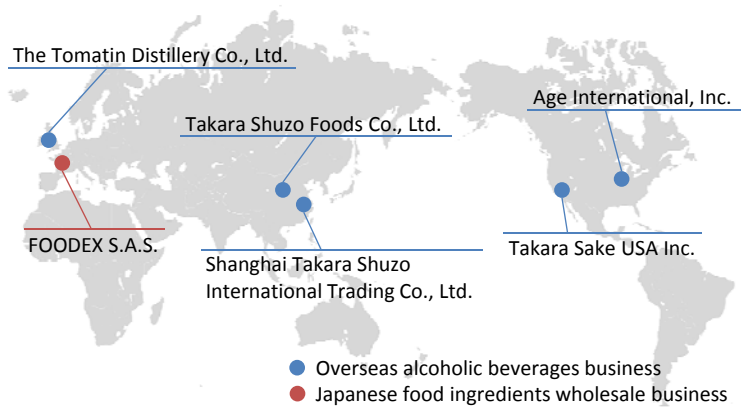 The Tomatin Distillery Co., Ltd.
Age International, Inc.
Takara Shuzo Foods Co., Ltd.
FOODEX S.A.S.
Takara Sake USA Inc.
Shanghai Takara Shuzo
International Trading Co., Ltd.
Overseas alcoholic beverages business
Japanese food ingredients wholesale business